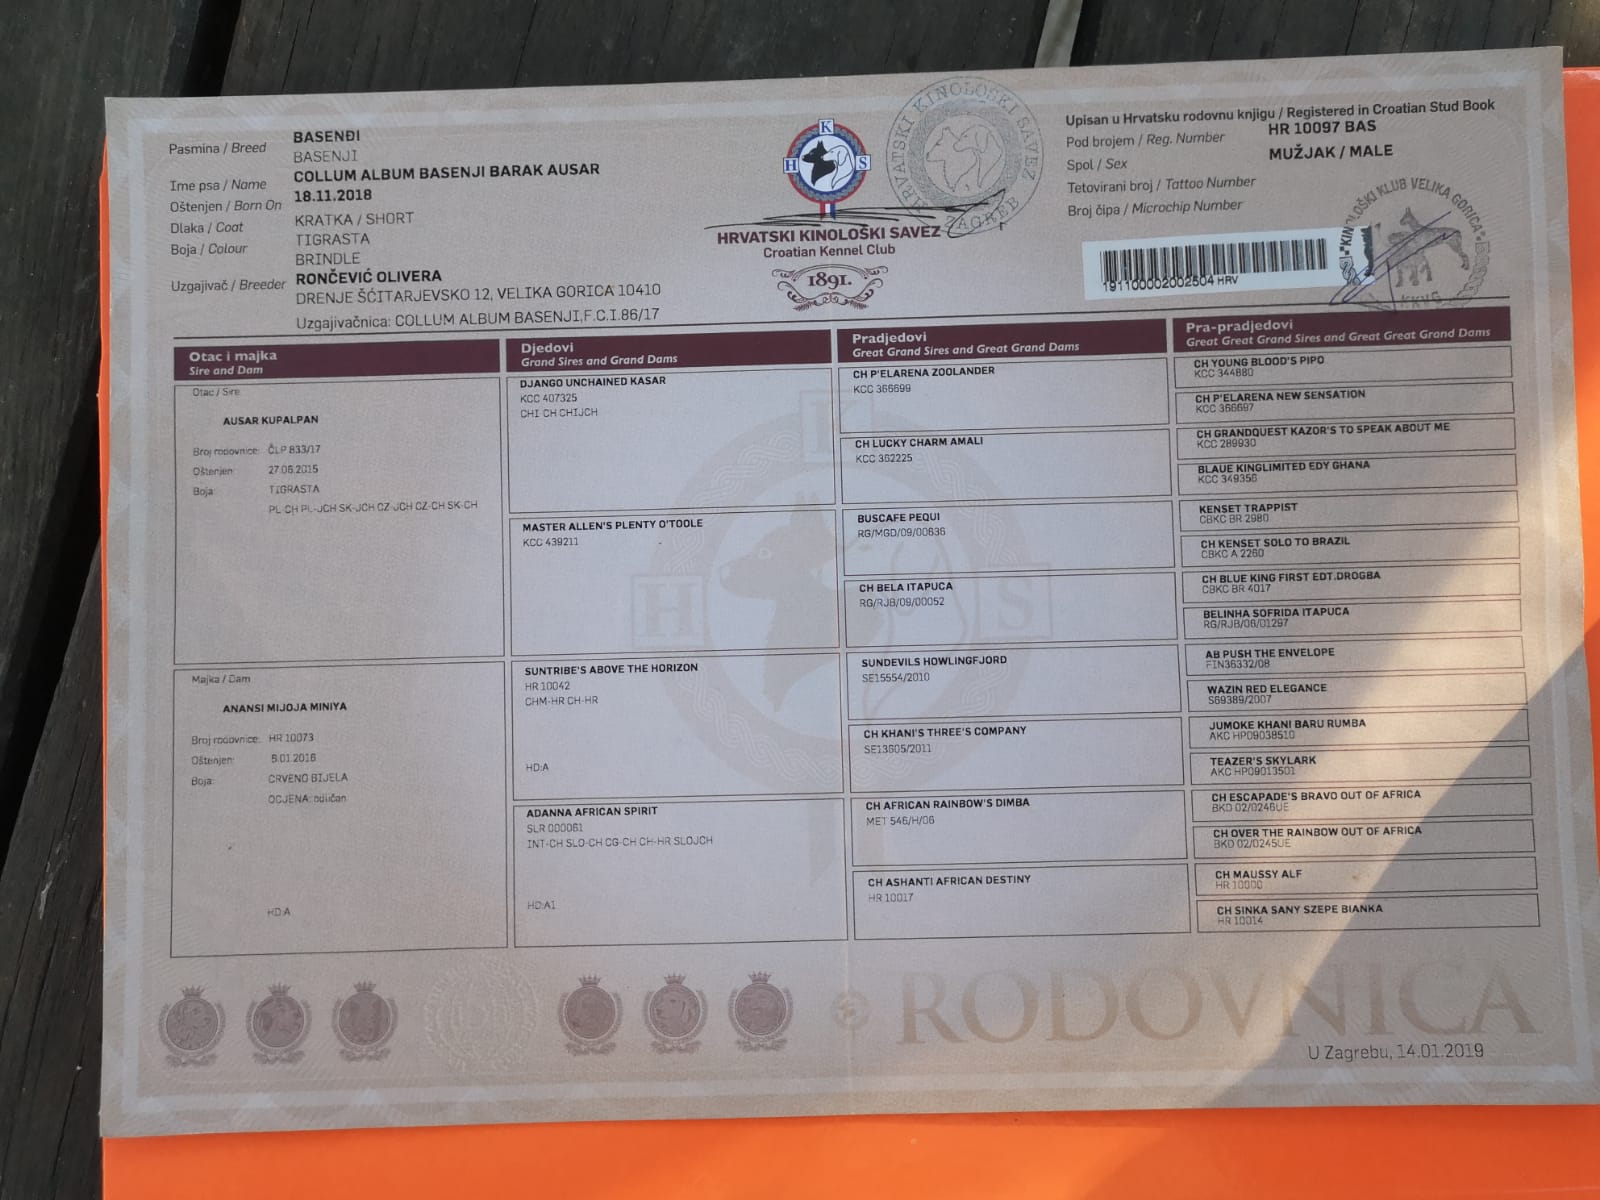 Pasmina / Breed BASENĐI
BASENJI
Ime psa / Name COLLUM ALBUM BASENJI BARAK AUSAR
Oštenjen / Born On 18.11.2018
Dlaka / Coat KRATKA / SHORT
Boja / Colour TIGRASTA
BRINDLE
Uzgajivač / Breeder RONČEVIĆ OLIVERA
DRENJE ŠĆITARJEVSKO 12, VELIKA GORICA 10410
Uzgajivačnica: COLLUM ALBUM BASENJI,F.C.I.86/17
K
H S
HRVATSKI KINOLOŠKI SAVEZ
Croatian Kennel Club
1891.
HRVATSKI KINOLOŠKI SAVEZ
ZAGREB
Upisan u Hrvatsku rodovnu knjigu / Registered in Croatian Stud Book
Pod brojem / Reg. Number HR 10097 BAS
Spol / Sex MUŽJAK / MALE
Tetovirani broj / Tattoo Number
Broj čipa / Microchip Number
191100002002504 HRV
KINOLOŠKI KLUB VELIKA GORICA
KKVG
Otac i majka
Sire and Dam
Otac / Sire
AUSAR KUPALPAN
Broj rodovnice: ČLP 833/17
Oštenjen: 27.06.2015
Boja: TIGRASTA
PL-CH PL-JCH SK-JCH CZ-JCH CZ-CH SK-CH
Majka / Dam
ANANSI MIJOJA MINIYA
Broj rodovnice: HR 10073
Oštenjen: 5.01.2016
Boja: CRVENO BIJELA
OCJENA: odličan
HD:A
Djedovi
Grand Sires and Grand Dams
DJANGO UNCHAINED KASAR
KCC 407325
CHI CH CHIJCH
MASTER ALLEN'S PLENTY O'TOOLE
KCC 439211
SUNTRIBE'S ABOVE THE HORIZON
HR 10042
CHM-HR CH-HR
HD:A
ADANNA AFRICAN SPIRIT
SLR 000061
INT-CH SLO-CH CG-CH CH-HR SLOJCH
HD:A1
Pradjedovi
Great Grand Sires and Great Grand Dams
CH P'ELARENA ZOOLANDER
KCC 366699
CH LUCKY CHARM AMALI
KCC 362225
BUSCAFE PEQUI
RG/MGD/09/00636
CH BELA ITAPUCA
RG/RJB/09/00052
SUNDEVILS HOWLINGFJORD
SE15554/2010
CH KHANI'S THREE'S COMPANY
SE13605/2011
CH AFRICAN RAINBOW'S DIMBA
MET 546/H/06
CH ASHANTI AFRICAN DESTINY
HR 10017
Pra-pradjedovi
Great Great Grand Sires and Great Great Grand Dams
CH YOUNG BLOOD'S PIPO
KCC 344880
CH P'ELARENA NEW SENSATION
KCC 366697
CH GRANDQUEST KAZOR'S TO SPEAK ABOUT ME
KCC 289930
BLAUE KINGLIMITED EDY GHANA
KCC 349356
KENSET TRAPPIST
CBKC BR 2980
CH KENSET SOLO TO BRAZIL
CBKC A 2260
CH BLUE KING FIRST EDT.DROGBA
CBKC BR 4017
BELINHA SOFRIDA ITAPUCA
RG/RJB/06/01297
AB PUSH THE ENVELOPE
FIN36332/08
WAZIN RED ELEGANCE
S69389/2007
JUMOKE KHANI BARU RUMBA
AKC HP09038510
TEAZER'S SKYLARK
AKC HP09013501
CH ESCAPADE'S BRAVO OUT OF AFRICA
BKD 02/0246UE
CH OVER THE RAINBOW OUT OF AFRICA
BKD 02/0245UE
CH MAUSSY ALF
HR 10000
CH SINKA SANY SZEPE BIANKA
HR 10014
K
H S
RODOVNICA
U Zagrebu, 14.01.2019